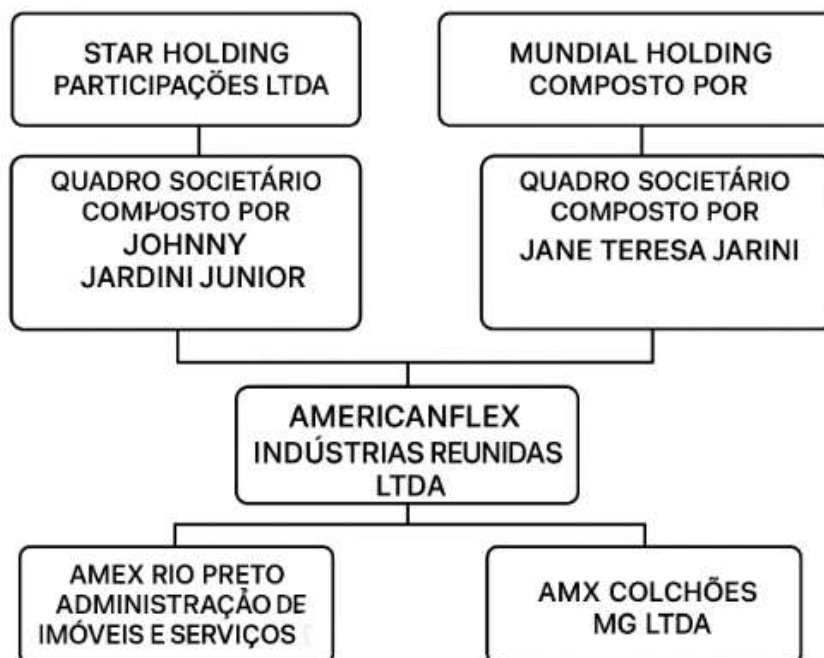 STAR HOLDING
PARTICIPAÇÕES LTDA
MUNDIAL HOLDING
COMPOSTO POR
QUADRO SOCIETÁRIO
COMPOSTO POR
JOHNNY
JARDINI JUNIOR
QUADRO SOCIETÁRIO
COMPOSTO POR
JANE TERESA JARINI
AMERICANFLEX
INDÚSTRIAS REUNIDAS
LTDA
AMEX RIO PRETO
ADMINISTRAÇÃO DE
IMÓVEIS E SERVIÇOS
AMX COLCHÕES
MG LTDA